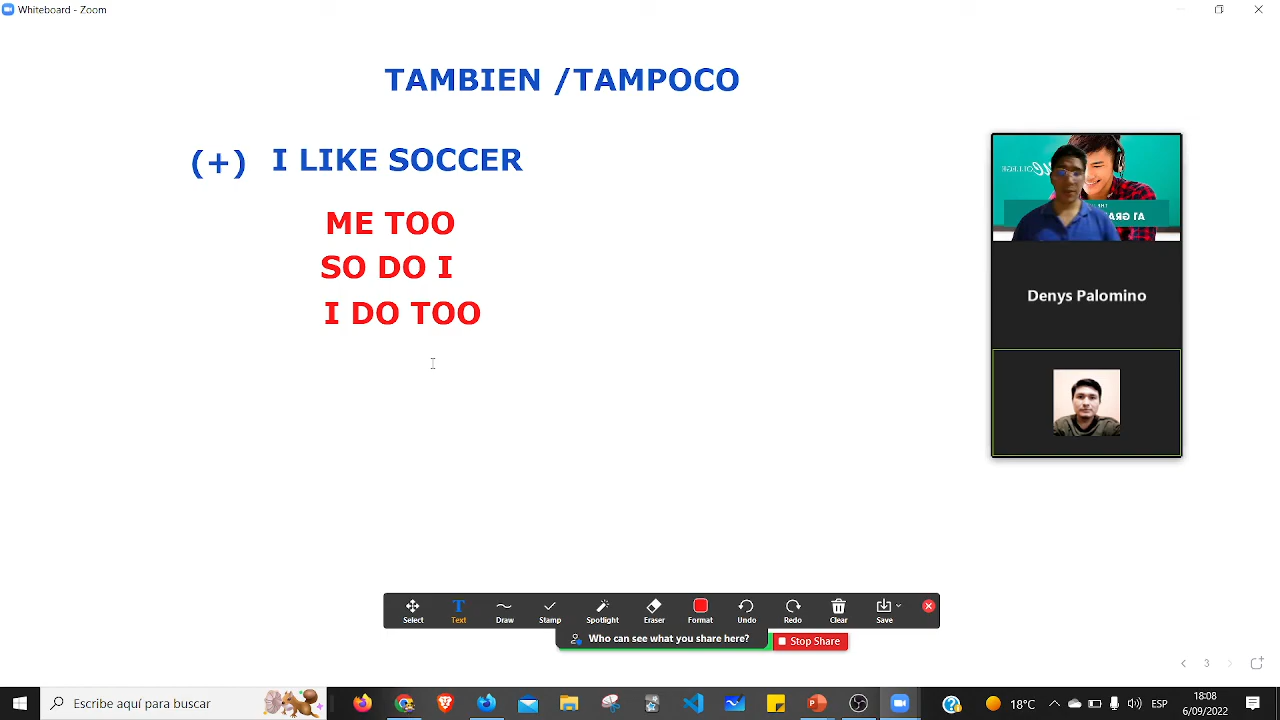 Whiteboard - Zoom
TAMBIEN /TAMPOCO
(+) I LIKE SOCCER
ME TOO
SO DO I
I DO TOO
Denys Palomino
Select Text Draw Stamp Spotlight Eraser Format Undo Redo Clear Save
Who can see what you share here? Stop Share
3
Escribe aquí para buscar
18°C ESP 18:08
6/09/2022